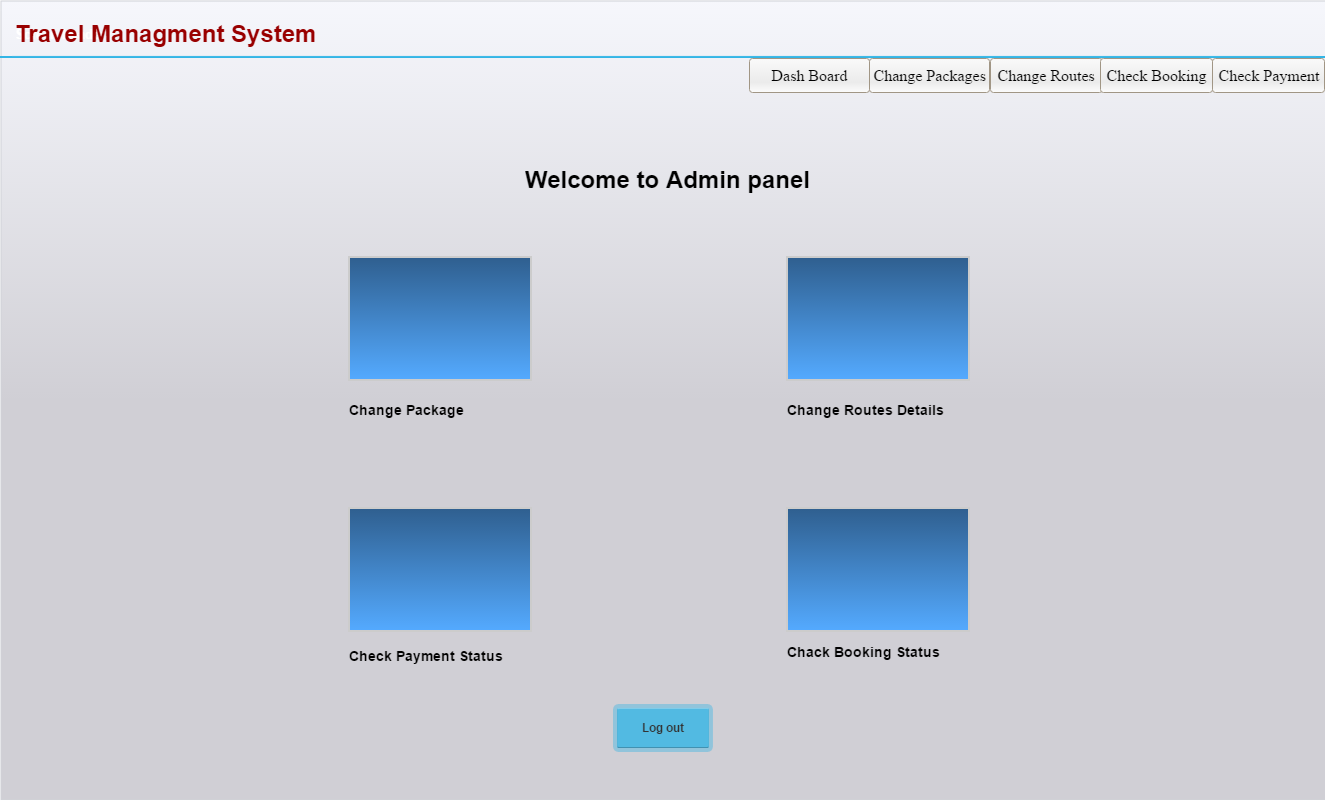 Travel Managment System
Dash Board Change Packages Change Routes Check Booking Check Payment
Welcome to Admin panel
Change Package Change Routes Details
Check Payment Status Chack Booking Status
Log out